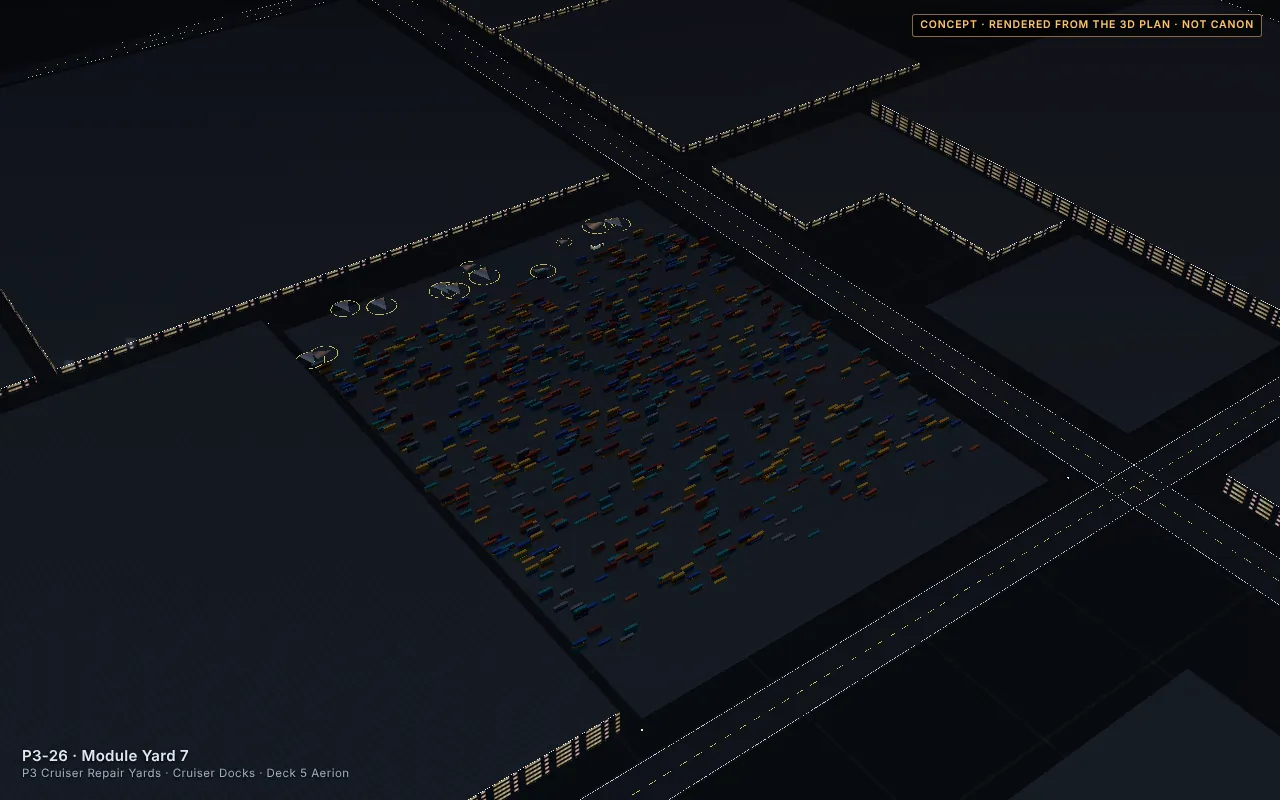 CONCEPT · RENDERED FROM THE 3D PLAN · NOT CANON
P3-26 · Module Yard 7
P3 Cruiser Repair Yards · Cruiser Docks · Deck 5 Aerion